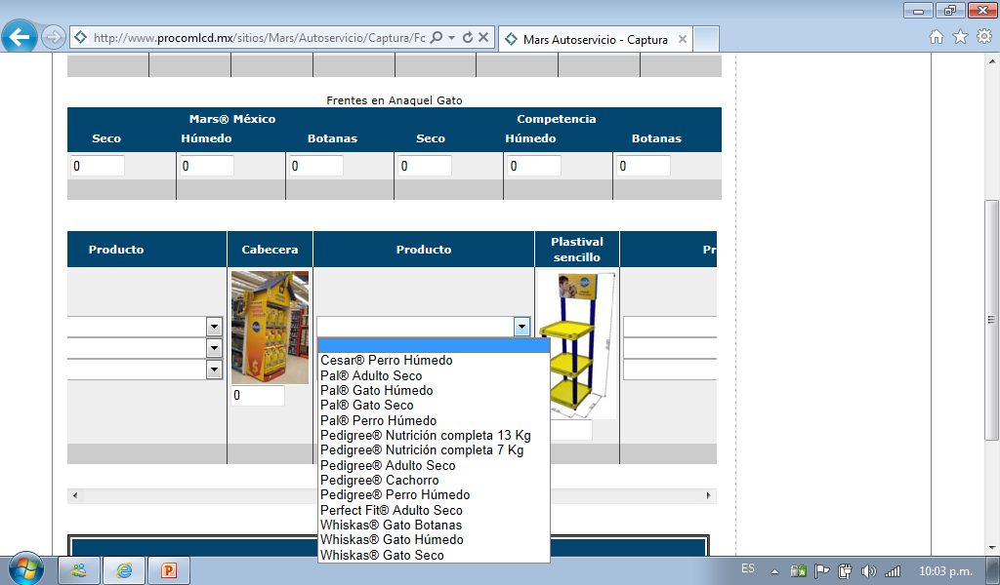 http://www.procomlcd.mx/sitios/Mars/Autoservicio/Captura/Fo
Mars Autoservicio - Captura
Frentes en Anaquel Gato
Mars® México Competencia
Seco Húmedo Botanas Seco Húmedo Botanas
0 0 0 0 0 0
Producto Cabecera Producto Plastival sencillo Pr
0
Cesar® Perro Húmedo
Pal® Adulto Seco
Pal® Gato Húmedo
Pal® Gato Seco
Pal® Perro Húmedo
Pedigree® Nutrición completa 13 Kg
Pedigree® Nutrición completa 7 Kg
Pedigree® Adulto Seco
Pedigree® Cachorro
Pedigree® Perro Húmedo
Perfect Fit® Adulto Seco
Whiskas® Gato Botanas
Whiskas® Gato Húmedo
Whiskas® Gato Seco
ES 10:03 p.m.